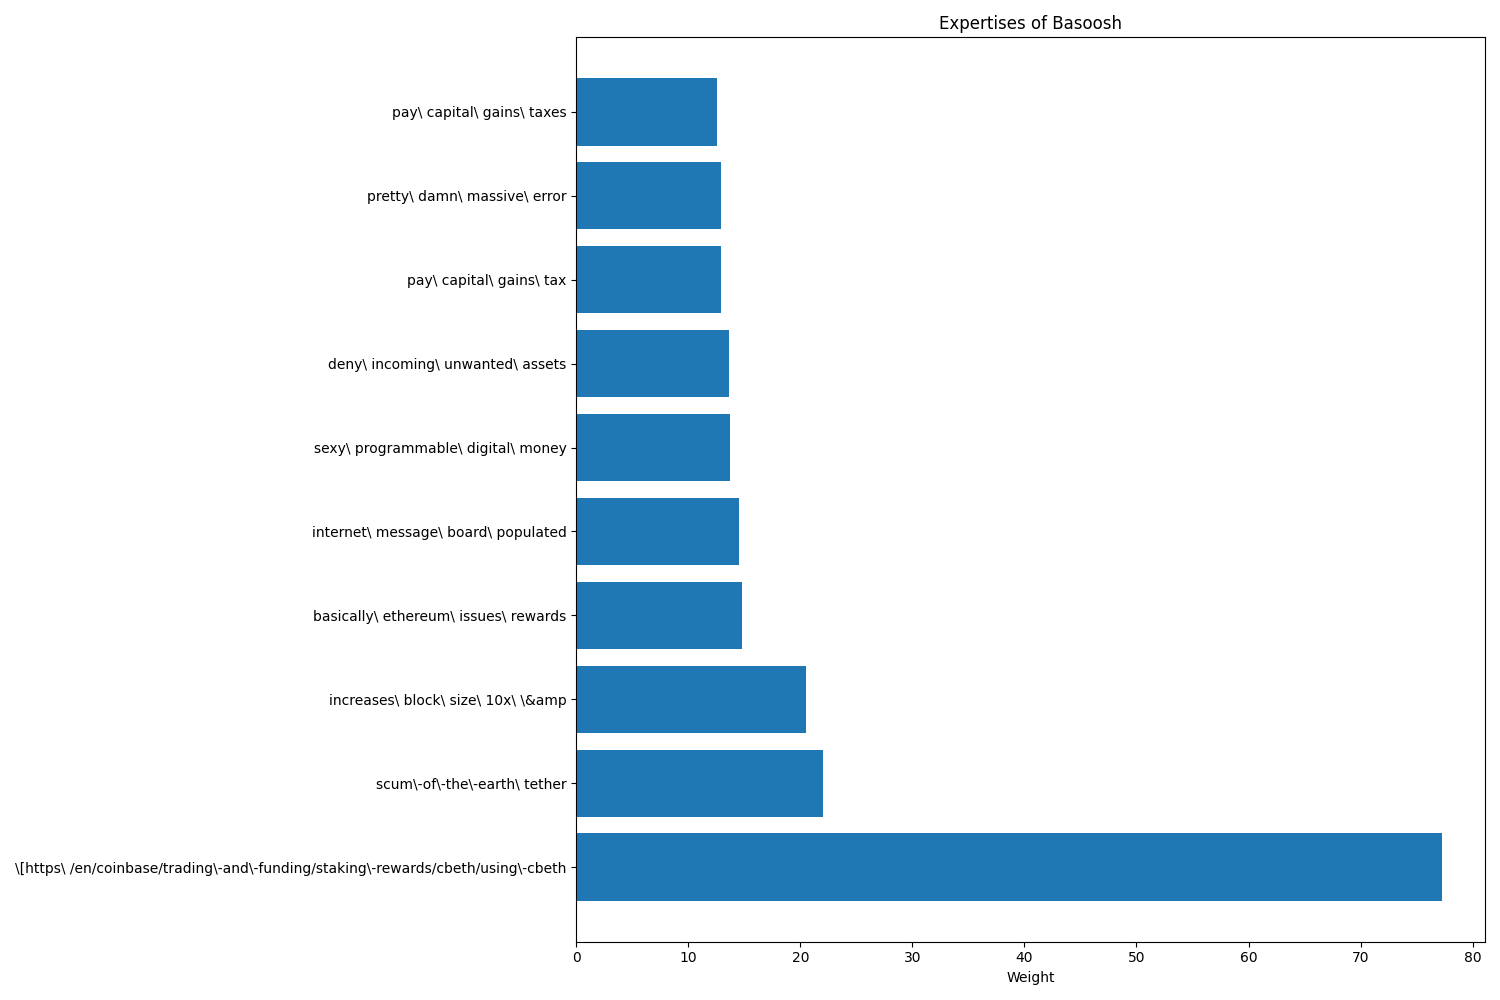 Expertises of Basoosh
pay\ capital\ gains\ taxes
pretty\ damn\ massive\ error
pay\ capital\ gains\ tax
deny\ incoming\ unwanted\ assets
sexy\ programmable\ digital\ money
internet\ message\ board\ populated
basically\ ethereum\ issues\ rewards
increases\ block\ size\ 10x\ \&amp
scum\-of\-the\-earth\ tether
\[https\ /en/coinbase/trading\-and\-funding/staking\-rewards/cbeth/using\-cbeth
0 10 20 30 40 50 60 70 80
Weight